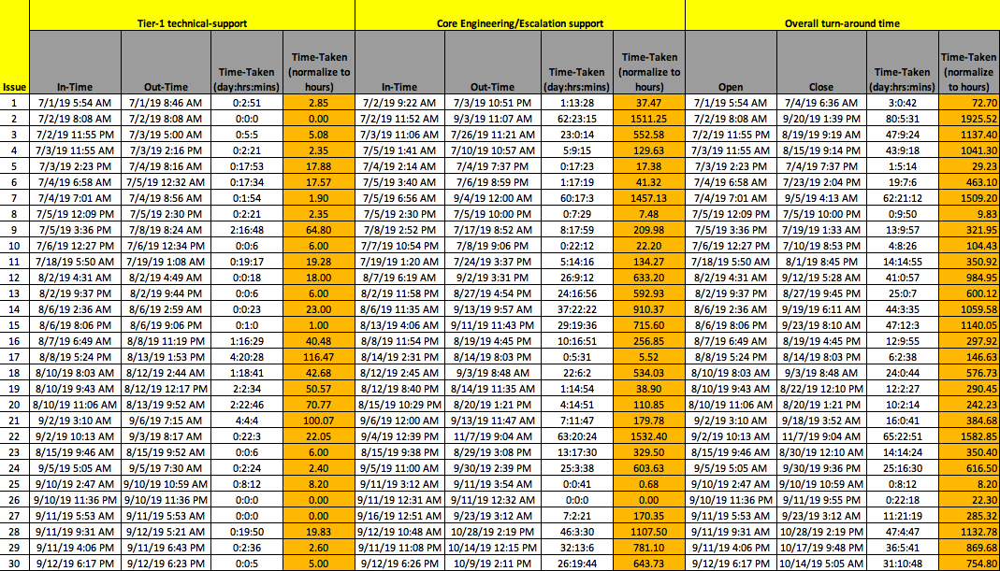 Tier-1 technical-support Core Engineering/Escalation support Overall turn-around time
Time-Taken Time-Taken Time-Taken
Time-Taken (normalize to Time-Taken (normalize to Time-Taken (normalize
Issue In-Time Out-Time (day:hrs:mins) hours) In-Time Out-Time (day:hrs:mins) hours) Open Close (day:hrs:mins) to hours)
1 7/1/19 5:54 AM 7/1/19 8:46 AM 0:2:51 2.85 7/2/19 9:22 AM 7/3/19 10:51 PM 1:13:28 37.47 7/1/19 5:54 AM 7/4/19 6:36 AM 3:0:42 72.70
2 7/2/19 8:08 AM 7/2/19 8:08 AM 0:0:0 0.00 7/2/19 11:52 AM 9/3/19 11:07 AM 62:23:15 1511.25 7/2/19 8:08 AM 9/20/19 1:39 PM 80:5:31 1925.52
3 7/2/19 11:55 PM 7/3/19 5:00 AM 0:5:5 5.08 7/3/19 11:06 AM 7/26/19 11:21 AM 23:0:14 552.58 7/2/19 11:55 PM 8/19/19 9:19 AM 47:9:24 1137.40
4 7/3/19 11:55 AM 7/3/19 2:16 PM 0:2:21 2.35 7/5/19 1:41 AM 7/10/19 10:57 AM 5:9:15 129.63 7/3/19 11:55 AM 8/15/19 9:14 PM 43:9:18 1041.30
5 7/3/19 2:23 PM 7/4/19 8:16 AM 0:17:53 17.88 7/4/19 2:14 AM 7/4/19 7:37 PM 0:17:23 17.38 7/3/19 2:23 PM 7/4/19 7:37 PM 1:5:14 29.23
6 7/4/19 6:58 AM 7/5/19 12:32 AM 0:17:34 17.57 7/5/19 3:40 AM 7/6/19 8:59 PM 1:17:19 41.32 7/4/19 6:58 AM 7/23/19 2:04 PM 19:7:6 463.10
7 7/4/19 7:01 AM 7/4/19 8:56 AM 0:1:54 1.90 7/5/19 6:56 AM 9/4/19 12:00 AM 60:17:3 1457.13 7/4/19 7:01 AM 9/5/19 4:13 AM 62:21:12 1509.20
8 7/5/19 12:09 PM 7/5/19 2:30 PM 0:2:21 2.35 7/5/19 2:30 PM 7/5/19 10:00 PM 0:7:29 7.48 7/5/19 12:09 PM 7/5/19 10:00 PM 0:9:50 9.83
9 7/5/19 3:36 PM 7/8/19 8:24 AM 2:16:48 64.80 7/8/19 2:52 PM 7/17/19 8:52 AM 8:17:59 209.98 7/5/19 3:36 PM 7/19/19 1:33 AM 13:9:57 321.95
10 7/6/19 12:27 PM 7/6/19 12:34 PM 0:0:6 6.00 7/7/19 10:54 PM 7/8/19 9:06 PM 0:22:12 22.20 7/6/19 12:27 PM 7/10/19 8:53 PM 4:8:26 104.43
11 7/18/19 5:50 AM 7/19/19 1:08 AM 0:19:17 19.28 7/19/19 1:20 AM 7/24/19 3:37 PM 5:14:16 134.27 7/18/19 5:50 AM 8/1/19 8:45 PM 14:14:55 350.92
12 8/2/19 4:31 AM 8/2/19 4:49 AM 0:0:18 18.00 8/7/19 6:19 AM 9/2/19 3:31 PM 26:9:12 633.20 8/2/19 4:31 AM 9/12/19 5:28 AM 41:0:57 984.95
13 8/2/19 9:37 PM 8/2/19 9:44 PM 0:0:6 6.00 8/2/19 11:58 PM 8/27/19 4:54 PM 24:16:56 592.93 8/2/19 9:37 PM 8/27/19 9:45 PM 25:0:7 600.12
14 8/6/19 2:36 AM 8/6/19 2:59 AM 0:0:23 23.00 8/6/19 11:35 AM 9/13/19 9:57 AM 37:22:22 910.37 8/6/19 2:36 AM 9/19/19 6:11 AM 44:3:35 1059.58
15 8/6/19 8:06 PM 8/6/19 9:06 PM 0:1:0 1.00 8/13/19 4:06 AM 9/11/19 11:43 PM 29:19:36 715.60 8/6/19 8:06 PM 9/23/19 8:10 AM 47:12:3 1140.05
16 8/7/19 6:49 AM 8/8/19 11:19 PM 1:16:29 40.48 8/8/19 11:54 PM 8/19/19 4:45 PM 10:16:51 256.85 8/7/19 6:49 AM 8/19/19 4:45 PM 12:9:55 297.92
17 8/8/19 5:24 PM 8/13/19 1:53 PM 4:20:28 116.47 8/14/19 2:31 PM 8/14/19 8:03 PM 0:5:31 5.52 8/8/19 5:24 PM 8/14/19 8:03 PM 6:2:38 146.63
18 8/10/19 8:03 AM 8/12/19 2:44 AM 1:18:41 42.68 8/12/19 2:45 AM 9/3/19 8:48 AM 22:6:2 534.03 8/10/19 8:03 AM 9/3/19 8:48 AM 24:0:44 576.73
19 8/10/19 9:43 AM 8/12/19 12:17 PM 2:2:34 50.57 8/12/19 8:40 PM 8/14/19 11:35 AM 1:14:54 38.90 8/10/19 9:43 AM 8/22/19 12:10 PM 12:2:27 290.45
20 8/10/19 11:06 AM 8/13/19 9:52 AM 2:22:46 70.77 8/15/19 10:29 PM 8/20/19 1:21 PM 4:14:51 110.85 8/10/19 11:06 AM 8/20/19 1:21 PM 10:2:14 242.23
21 9/2/19 3:10 AM 9/6/19 7:15 AM 4:4:4 100.07 9/6/19 12:00 AM 9/13/19 11:47 AM 7:11:47 179.78 9/2/19 3:10 AM 9/18/19 3:52 AM 16:0:41 384.68
22 9/2/19 10:13 AM 9/3/19 8:17 AM 0:22:3 22.05 9/4/19 12:39 PM 11/7/19 9:04 AM 63:20:24 1532.40 9/2/19 10:13 AM 11/7/19 9:04 AM 65:22:51 1582.85
23 8/15/19 9:46 AM 8/15/19 9:52 AM 0:0:6 6.00 8/15/19 9:38 PM 8/29/19 3:08 PM 13:17:30 329.50 8/15/19 9:46 AM 8/30/19 12:10 AM 14:14:24 350.40
24 9/5/19 5:05 AM 9/5/19 7:30 AM 0:2:24 2.40 9/5/19 11:00 AM 9/30/19 2:39 PM 25:3:38 603.63 9/5/19 5:05 AM 9/30/19 9:36 PM 25:16:30 616.50
25 9/10/19 2:47 AM 9/10/19 10:59 AM 0:8:12 8.20 9/11/19 3:12 AM 9/11/19 3:54 AM 0:0:41 0.68 9/10/19 2:47 AM 9/10/19 10:59 AM 0:8:12 8.20
26 9/10/19 11:36 PM 9/10/19 11:36 PM 0:0:0 0.00 9/11/19 12:31 AM 9/11/19 12:32 AM 0:0:0 0.00 9/10/19 11:36 PM 9/11/19 9:55 PM 0:22:18 22.30
27 9/11/19 5:53 AM 9/11/19 5:53 AM 0:0:0 0.00 9/16/19 12:51 AM 9/23/19 3:12 AM 7:2:21 170.35 9/11/19 5:53 AM 9/23/19 3:12 AM 11:21:19 285.32
28 9/11/19 9:31 AM 9/12/19 5:21 AM 0:19:50 19.83 9/12/19 10:48 AM 10/28/19 2:19 PM 46:3:30 1107.50 9/11/19 9:31 AM 10/28/19 2:19 PM 47:4:47 1132.78
29 9/11/19 4:06 PM 9/11/19 6:43 PM 0:2:36 2.60 9/11/19 11:08 PM 10/14/19 12:15 PM 32:13:6 781.10 9/11/19 4:06 PM 10/17/19 9:48 PM 36:5:41 869.68
30 9/12/19 6:17 PM 9/12/19 6:23 PM 0:0:5 5.00 9/12/19 6:26 PM 10/9/19 2:11 PM 26:19:44 643.73 9/12/19 6:17 PM 10/14/19 5:05 AM 31:10:48 754.80